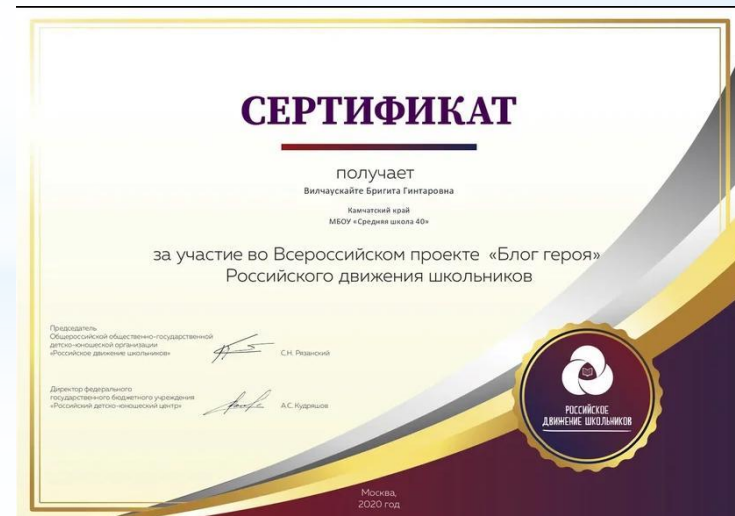 СЕРТИФИКАТ
получает
Вилчаускайте Бригита Гинтаровна
Камчатский край
МБОУ «Средняя школа 40»
за участие во Всероссийском проекте «Блог героя»
Российского движения школьников
Председатель
Общероссийской общественно-государственной
детско-юношеской организации
«Российское движение школьников»
С.Н. Рязанский
Директор федерального
государственного бюджетного учреждения
«Российский детско-юношеский центр»
А.С. Кудряшов
РОССИЙСКОЕ
ДВИЖЕНИЕ ШКОЛЬНИКОВ
Москва,
2020 год